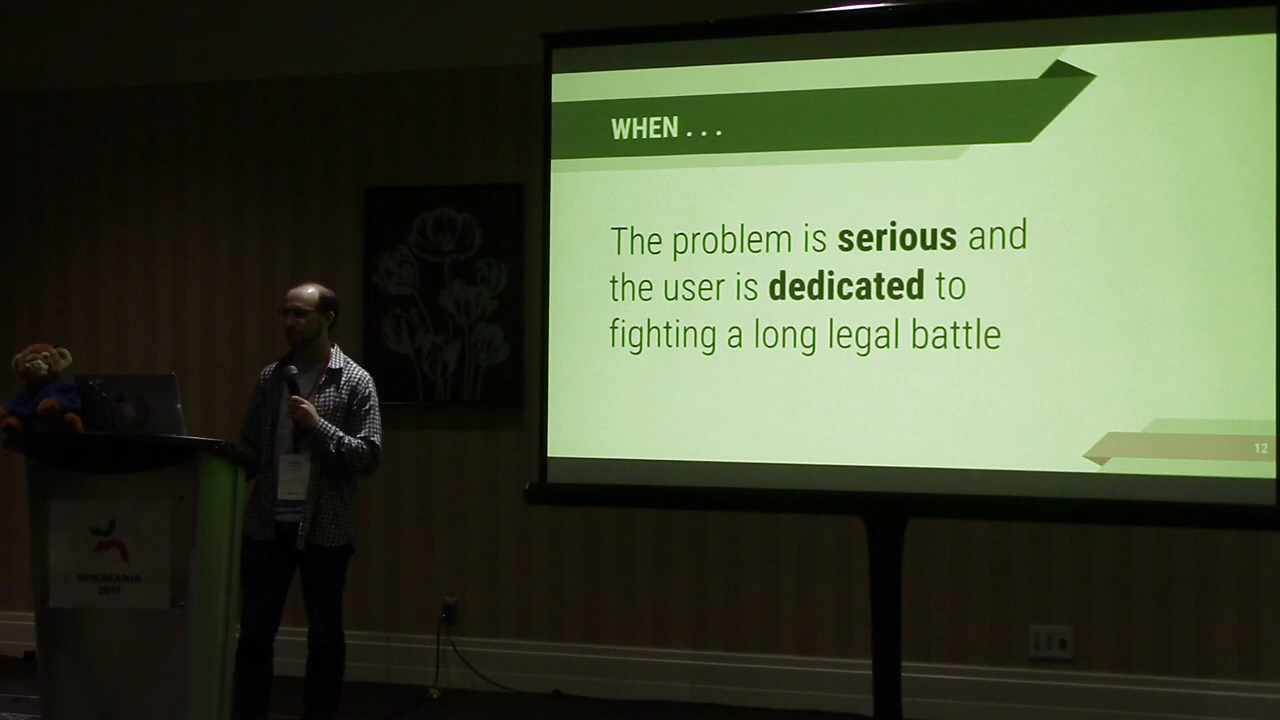 WHEN . . .
The problem is serious and
the user is dedicated to
fighting a long legal battle
12
WIKIMANIA
2017